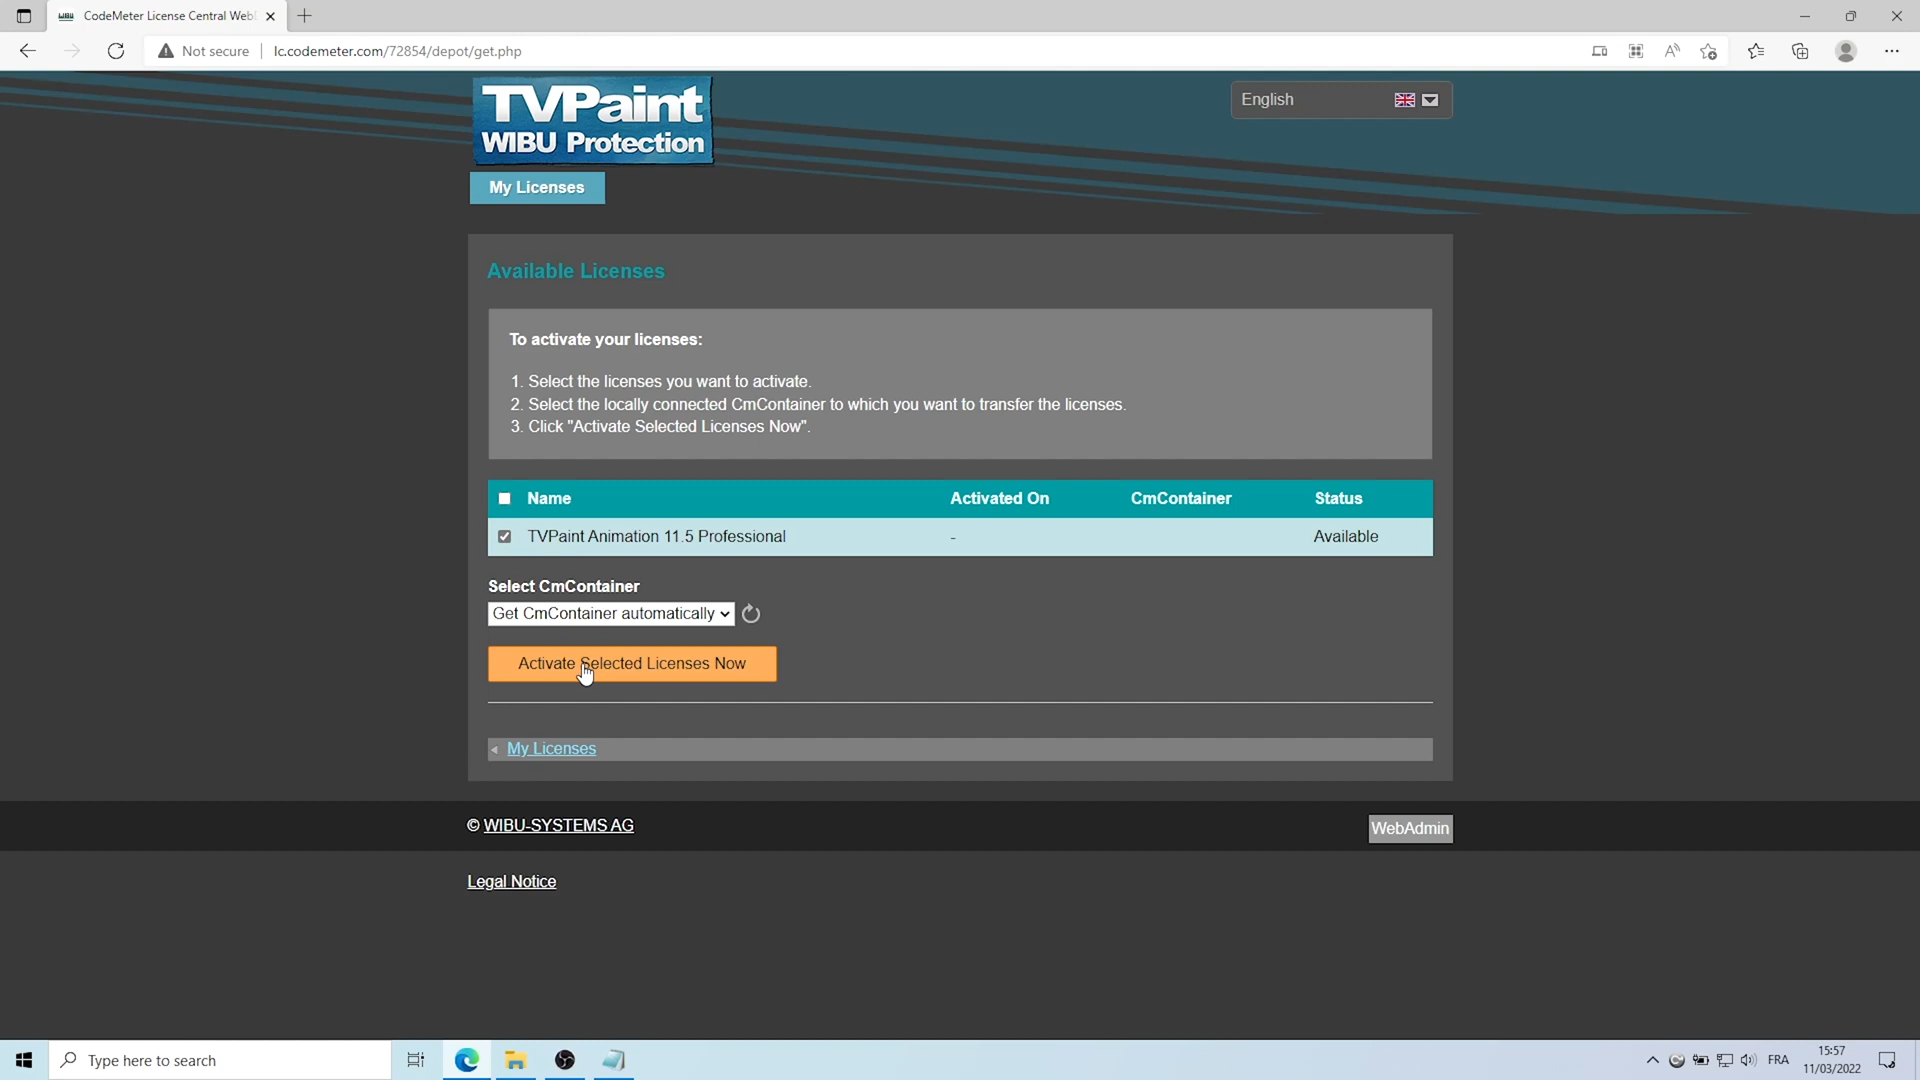 CodeMeter License Central Web
Not secure
lc.codemeter.com/72854/depot/get.php
TVPaint
WIBU Protection
English
My Licenses
Available Licenses
To activate your licenses:
1. Select the licenses you want to activate.
2. Select the locally connected CmContainer to which you want to transfer the licenses.
3. Click "Activate Selected Licenses Now".
Name Activated On CmContainer Status
TVPaint Animation 11.5 Professional - Available
Select CmContainer
Get CmContainer automatically
Activate Selected Licenses Now
My Licenses
© WIBU-SYSTEMS AG
WebAdmin
Legal Notice
Type here to search
FRA
15:57
11/03/2022